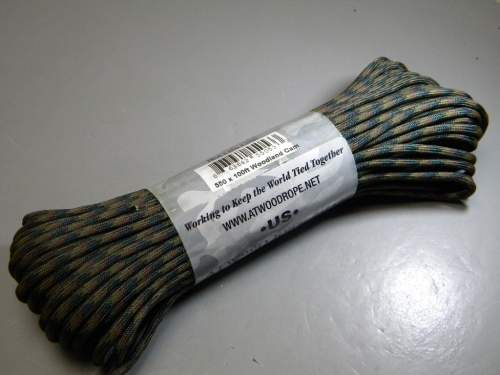 550 x 100ft Woodland Cam
Working to Keep the World Tied Together
WWW.ATWOODROPE.NET
•US•